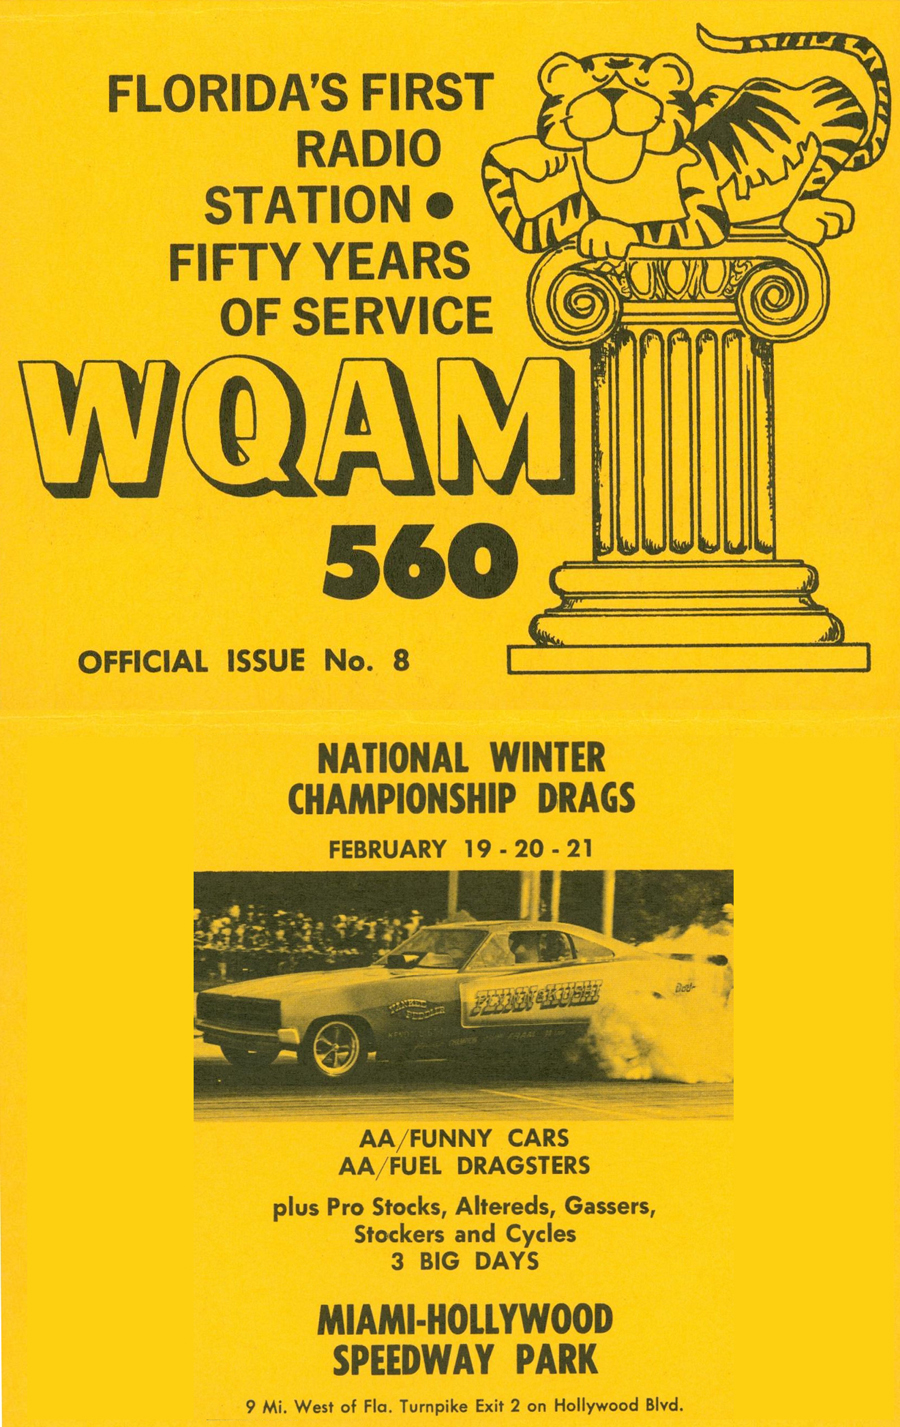 FLORIDA'S FIRST
RADIO
STATION •
FIFTY YEARS
OF SERVICE
WQAM
560
OFFICIAL ISSUE No. 8
NATIONAL WINTER
CHAMPIONSHIP DRAGS
FEBRUARY 19 - 20 - 21
AA/FUNNY CARS
AA/FUEL DRAGSTERS
plus Pro Stocks, Altereds, Gassers,
Stockers and Cycles
3 BIG DAYS
MIAMI-HOLLYWOOD
SPEEDWAY PARK
9 Mi. West of Fla. Turnpike Exit 2 on Hollywood Blvd.